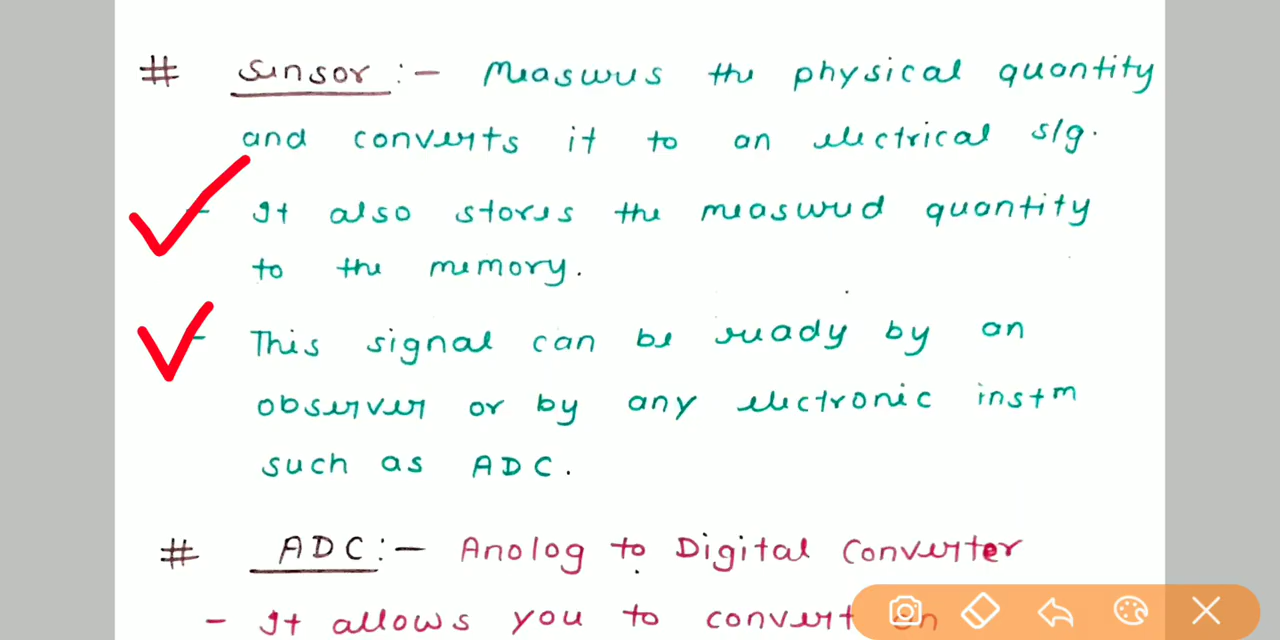 # Sensor :- Measures the physical quantity
and converts it to an electrical s/g.
- It also stores the measured quantity
to the memory.
- This signal can be ready by an
observer or by any electronic instm
such as ADC.
# ADC :- Anolog to Digital Converter
- It allows you to convert an